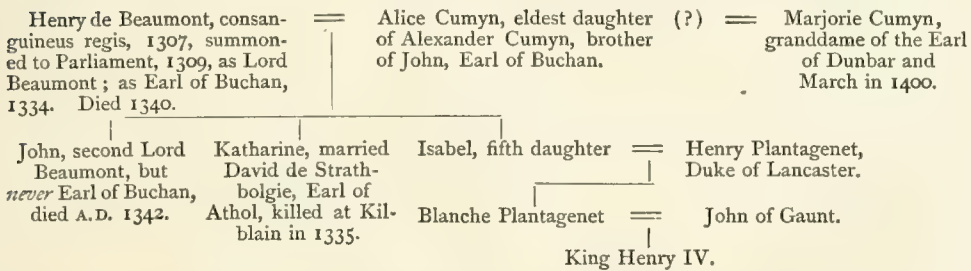 Henry de Beaumont, consan-
guineus regis, 1307, summon-
ed to Parliament, 1309, as Lord
Beaumont; as Earl of Buchan,
1334. Died 1340.
=
Alice Cumyn, eldest daughter
of Alexander Cumyn, brother
of John, Earl of Buchan.
(?) =
Marjorie Cumyn,
granddame of the Earl
of Dunbar and
March in 1400.
John, second Lord
Beaumont, but
never Earl of Buchan,
died A.D. 1342.
Katharine, married
David de Strath-
bolgie, Earl of
Athol, killed at Kil-
blain in 1335.
Isabel, fifth daughter = Henry Plantagenet,
Duke of Lancaster.
Blanche Plantagenet = John of Gaunt.
King Henry IV.